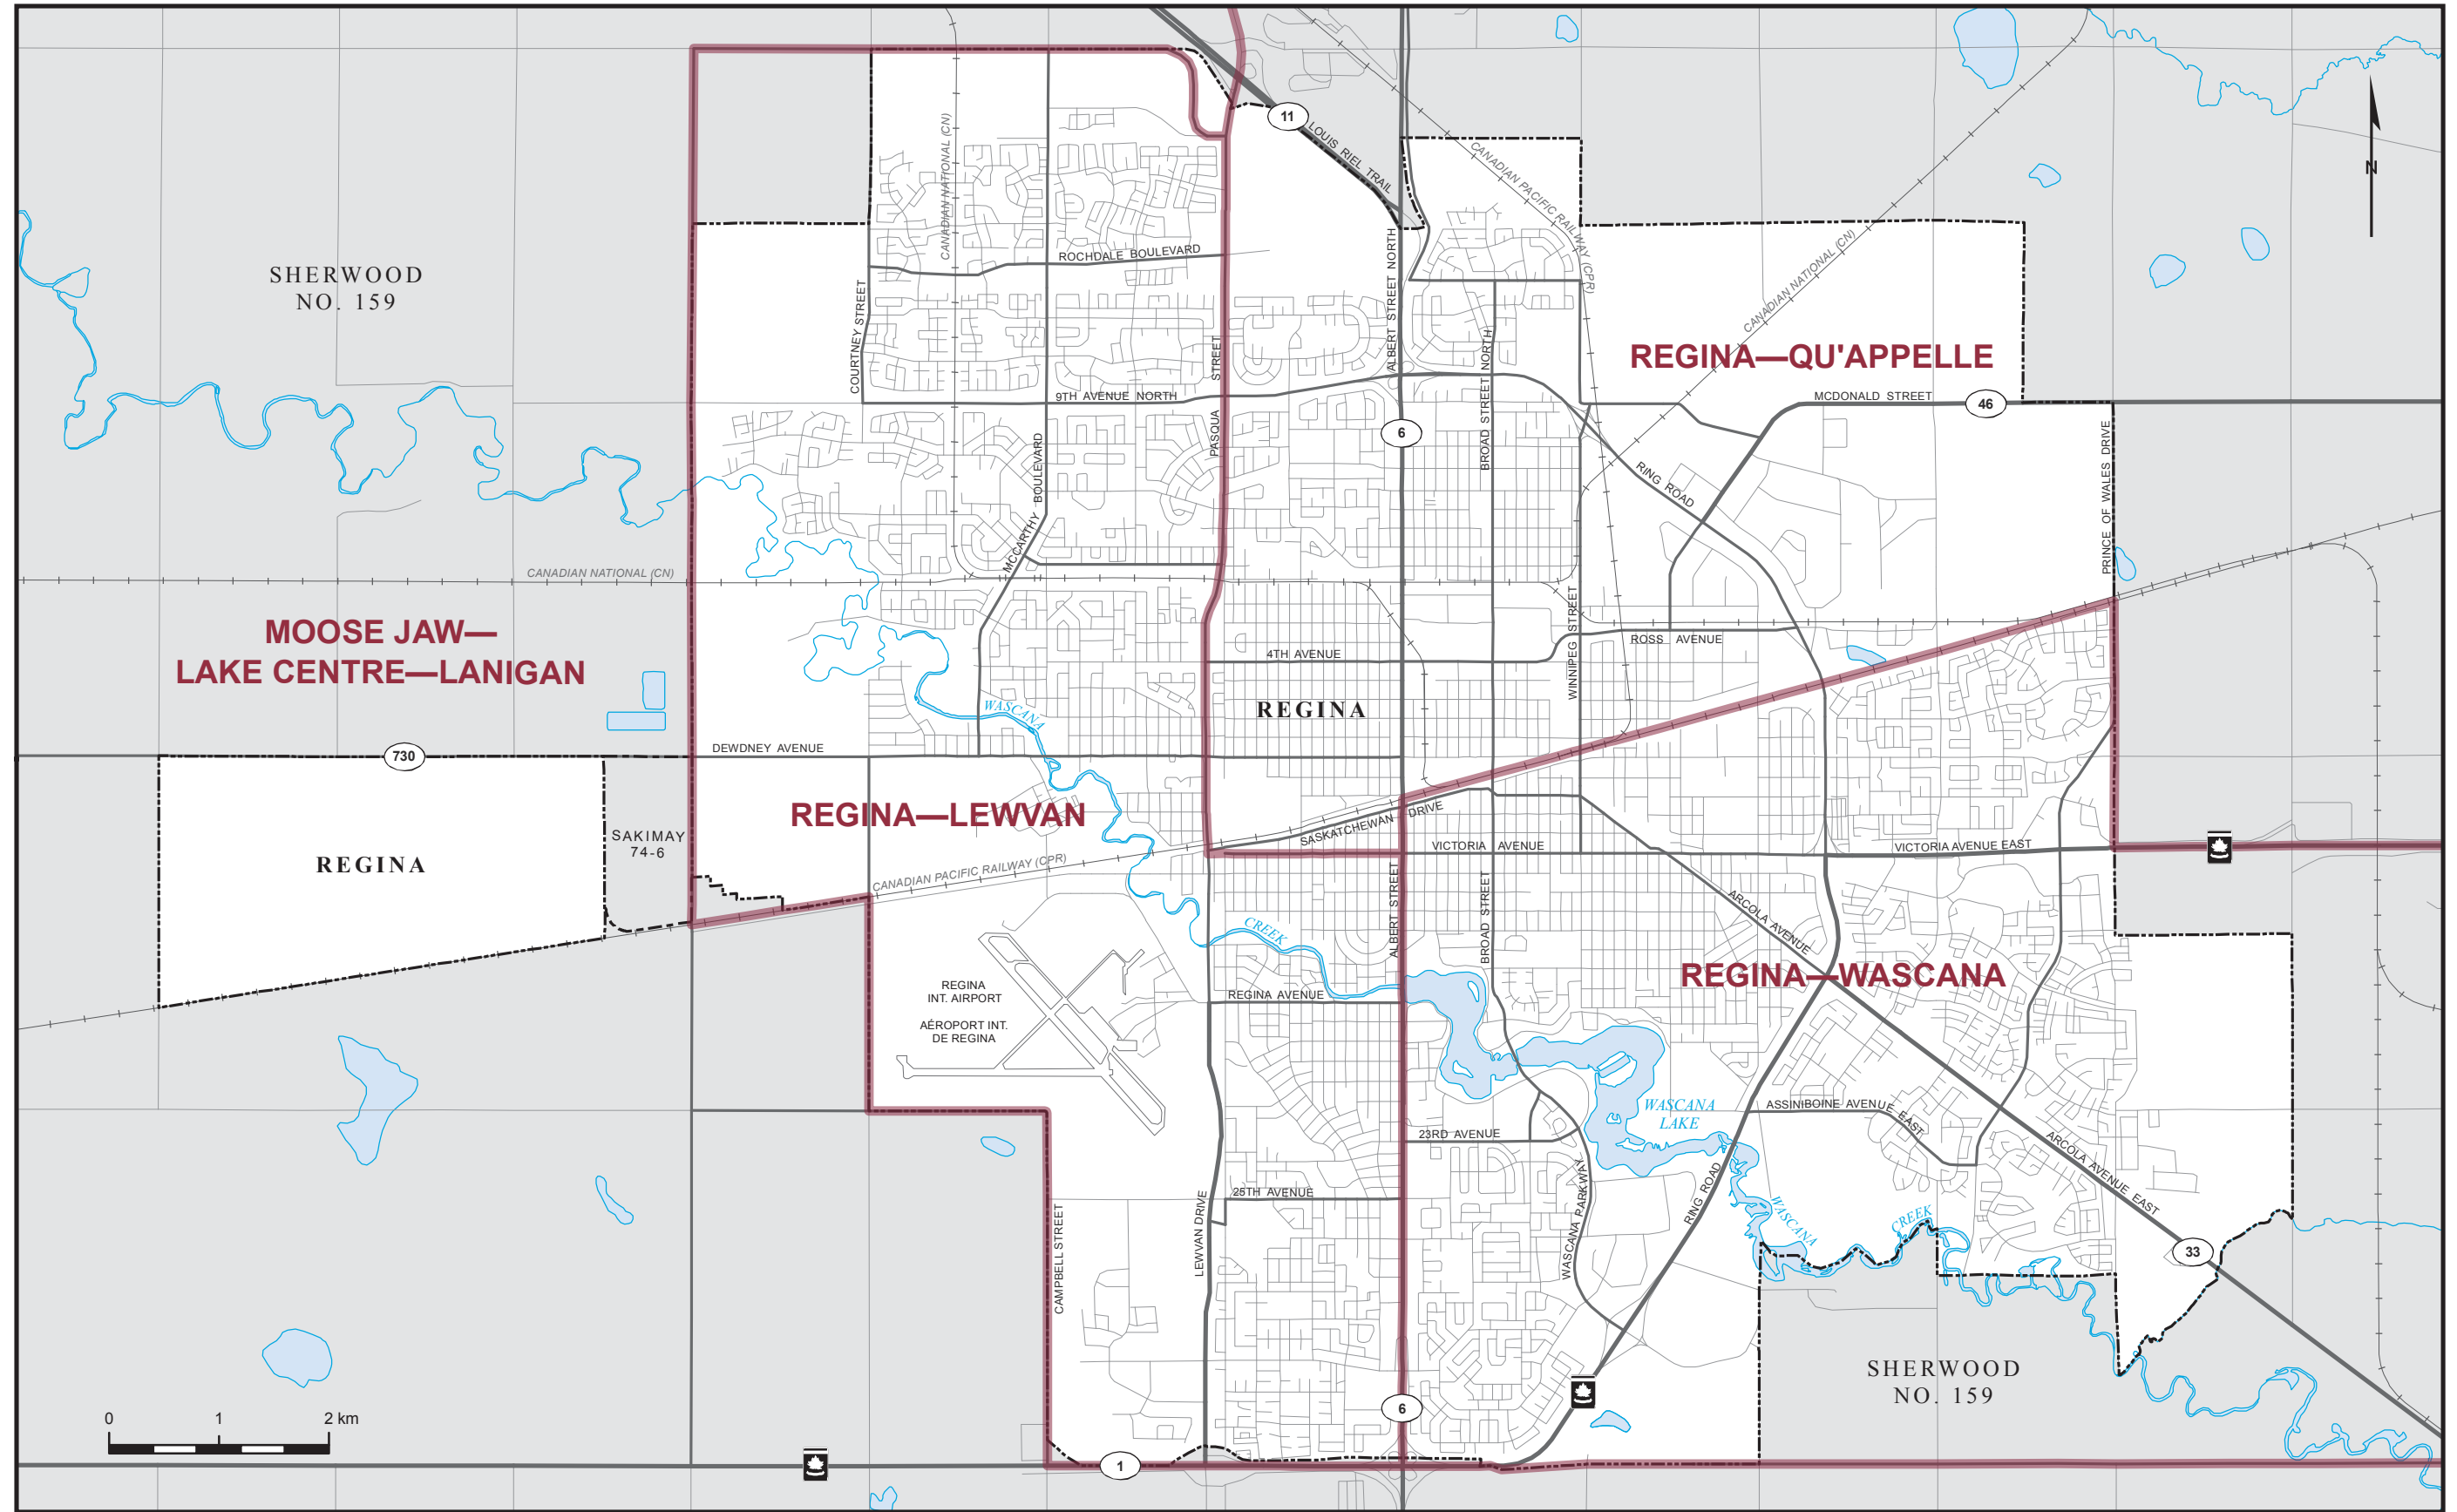 11
LOUIS RIEL TRAIL
CANADIAN NATIONAL (CN)
CANADIAN PACIFIC RAILWAY (CPR)
N
SHERWOOD
NO. 159
ROCHDALE BOULEVARD
COURTNEY STREET
ALBERT STREET NORTH
CANADIAN NATIONAL (CN)
REGINA—QU'APPELLE
BROAD STREET NORTH
PASQUA STREET
9TH AVENUE NORTH
MCDONALD STREET
46
6
MCCARTHY BOULEVARD
RING ROAD
PRINCE OF WALES DRIVE
CANADIAN NATIONAL (CN)
MOOSE JAW—
LAKE CENTRE—LANIGAN
WINNIPEG STREET
ROSS AVENUE
4TH AVENUE
REGINA
WASCANA
DEWDNEY AVENUE
730
REGINA—LEWVAN
SASKATCHEWAN DRIVE
SAKIMAY
74-6
REGINA
VICTORIA AVENUE
VICTORIA AVENUE EAST
CANADIAN PACIFIC RAILWAY (CPR)
ALBERT STREET
BROAD STREET
ARCOLA AVENUE
CREEK
REGINA—WASCANA
REGINA
INT. AIRPORT
AÉROPORT INT.
DE REGINA
REGINA AVENUE
WASCANA
LAKE
ASSINIBOINE AVENUE EAST
23RD AVENUE
ARCOLA AVENUE EAST
25TH AVENUE
LEWVAN DRIVE
CAMPBELL STREET
WASCANA PARKWAY
RING ROAD
WASCANA
CREEK
33
SHERWOOD
NO. 159
6
0 1 2 km
1